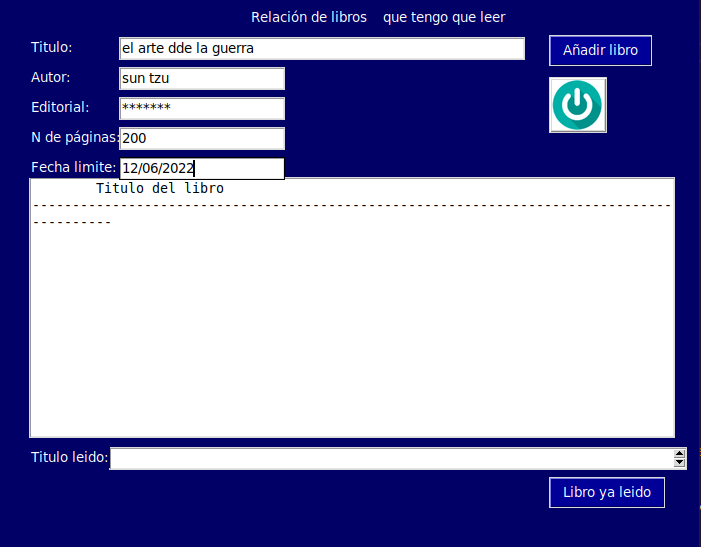 Relación de libros    que tengo que leer
Titulo: el arte dde la guerra
Añadir libro
Autor: sun tzu
Editorial: *******
N de páginas: 200
Fecha limite: 12/06/2022
Titulo del libro
--------------------------------------------------------------------------------
----------
Titulo leido:
Libro ya leido